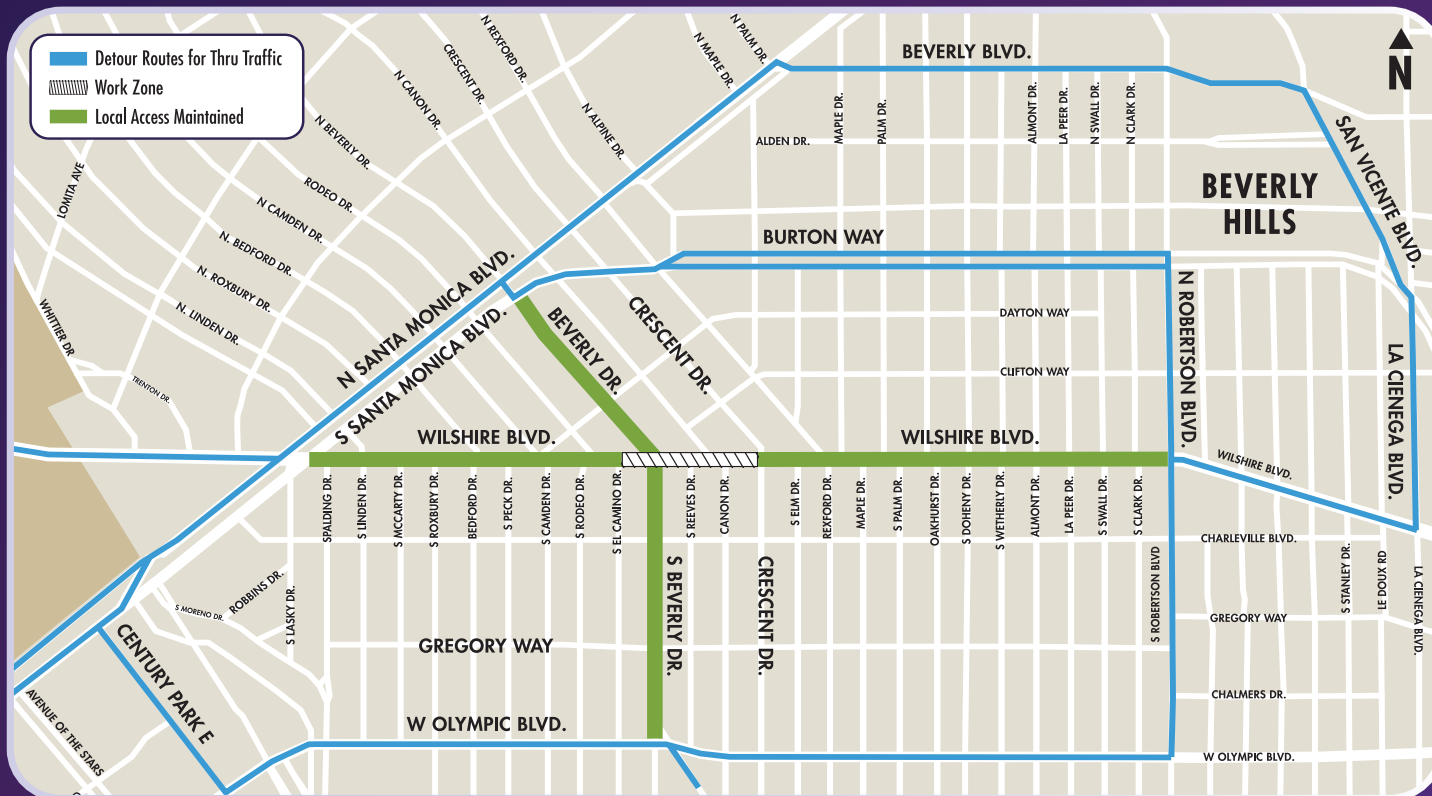 Detour Routes for Thru Traffic
Work Zone
Local Access Maintained
N
BEVERLY
HILLS
BEVERLY BLVD.
SAN VICENTE BLVD.
LA CIENEGA BLVD.
N PALM DR.
N MAPLE DR.
N REXFORD DR.
CRESCENT DR.
N CANON DR.
N ALPINE DR.
N BEVERLY DR.
RODEO DR.
N CAMDEN DR.
N. BEDFORD DR.
N. ROXBURY DR.
N. LINDEN DR.
LOMITA AVE
WHITTIER DR
TRENTON DR.
ALDEN DR.
MAPLE DR.
PALM DR.
ALMONT DR.
LA PEER DR.
N SWALL DR.
N CLARK DR.
BURTON WAY
N SANTA MONICA BLVD.
S SANTA MONICA BLVD.
BEVERLY DR.
CRESCENT DR.
DAYTON WAY
CLIFTON WAY
N ROBERTSON BLVD.
WILSHIRE BLVD.
WILSHIRE BLVD.
WILSHIRE BLVD.
SPALDING DR.
S LINDEN DR.
S MCCARTY DR.
S ROXBURY DR.
BEDFORD DR.
S PECK DR.
S CAMDEN DR.
S RODEO DR.
S EL CAMINO DR.
S REEVES DR.
CANON DR.
S ELM DR.
REXFORD DR.
MAPLE DR.
S PALM DR.
OAKHURST DR.
S DOHENY DR.
S WETHERLY DR.
ALMONT DR.
LA PEER DR.
S SWALL DR.
S CLARK DR.
CHARLEVILLE BLVD.
S STANLEY DR.
LE DOUX RD
LA CIENEGA BLVD.
S ROBERTSON BLVD
S BEVERLY DR.
CRESCENT DR.
S LASKY DR.
ROBBINS DR.
S MORENO DR.
GREGORY WAY
GREGORY WAY
CENTURY PARK E
AVENUE OF THE STARS
CHALMERS DR.
W OLYMPIC BLVD.
W OLYMPIC BLVD.